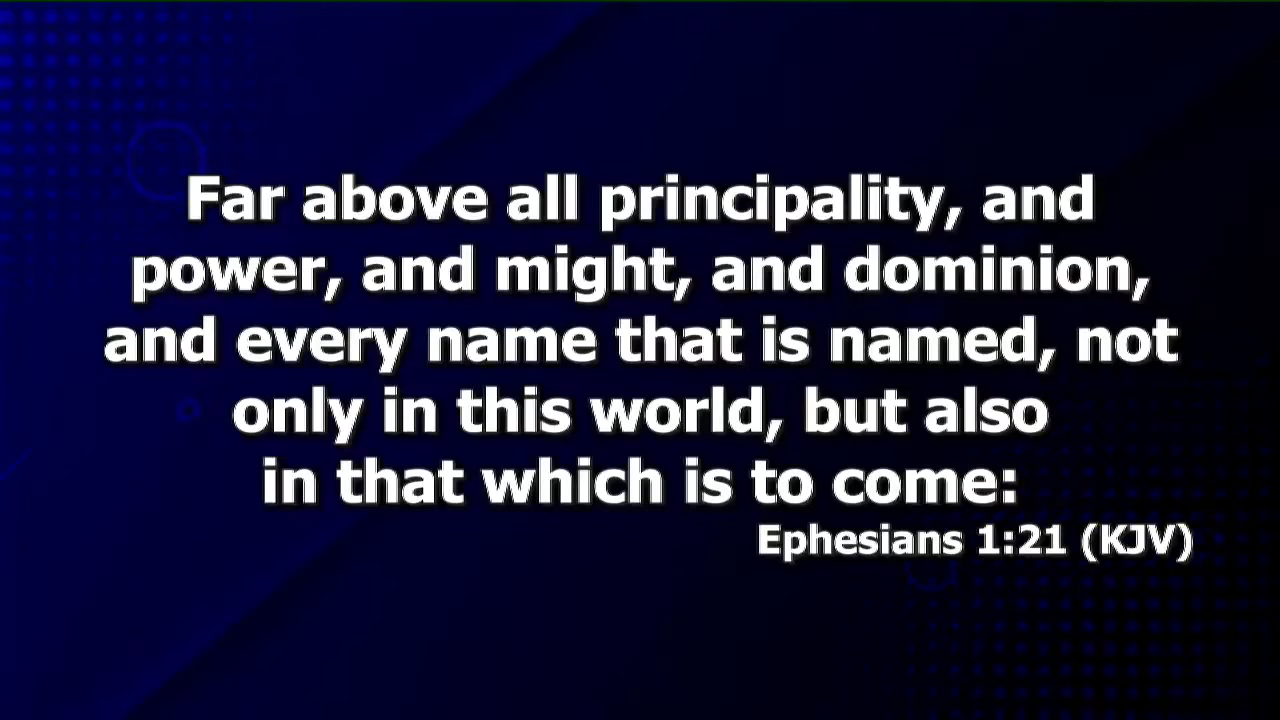 Far above all principality, and
power, and might, and dominion,
and every name that is named, not
only in this world, but also
in that which is to come:
Ephesians 1:21 (KJV)